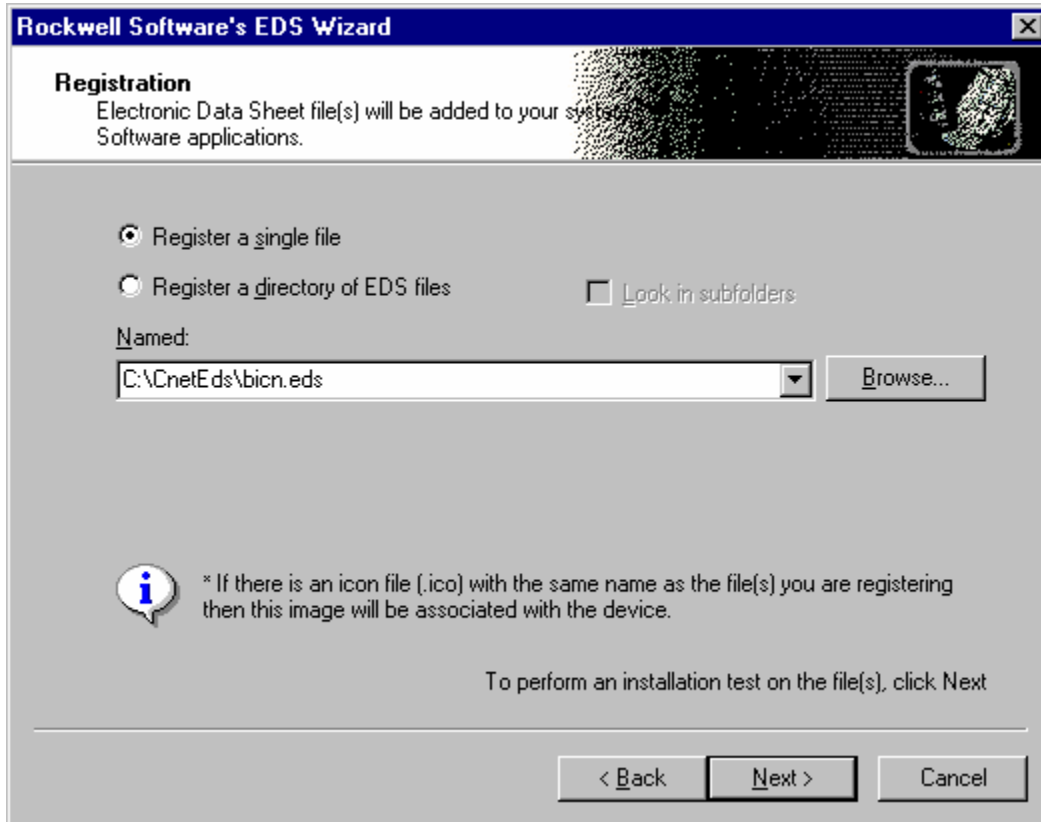 Rockwell Software's EDS Wizard
Registration
Electronic Data Sheet file(s) will be added to your system
Software applications.
Register a single file
Register a directory of EDS files
Look in subfolders
Named:
C:\CnetEds\bicn.eds
Browse...
* If there is an icon file (.ico) with the same name as the file(s) you are registering
then this image will be associated with the device.
To perform an installation test on the file(s), click Next
< Back
Next >
Cancel